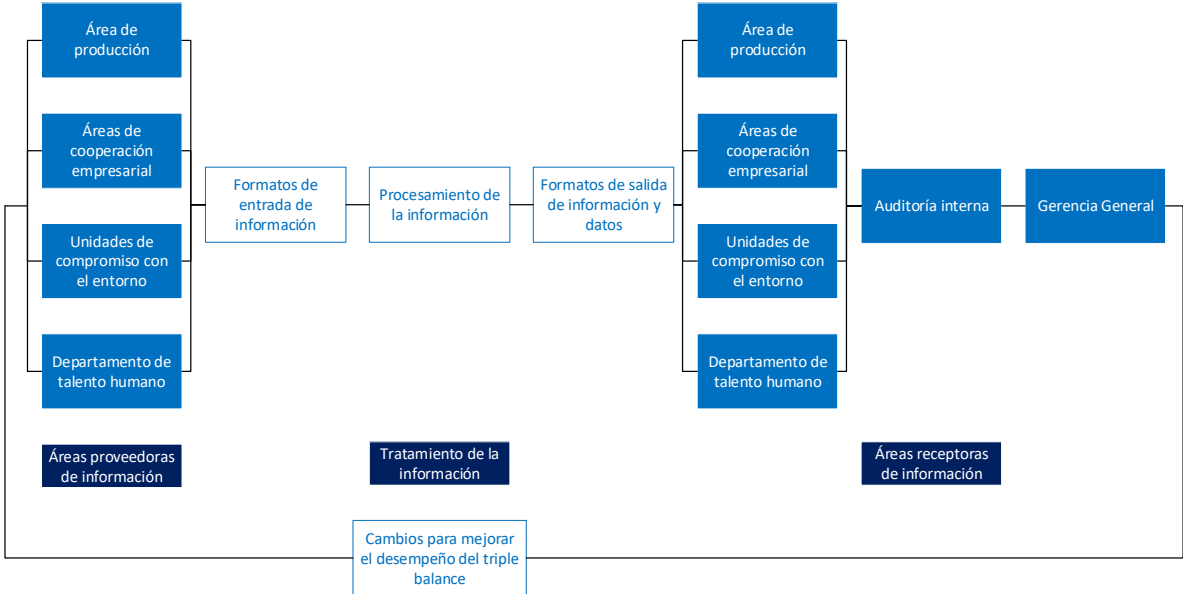 Área de
producción
Áreas de
cooperación
empresarial
Unidades de
compromiso con
el entorno
Departamento de
talento humano
Formatos de
entrada de
información
Procesamiento de
la información
Formatos de salida
de información y
datos
Área de
producción
Áreas de
cooperación
empresarial
Unidades de
compromiso con
el entorno
Departamento de
talento humano
Auditoría interna
Gerencia General
Áreas proveedoras
de información
Tratamiento de la
información
Áreas receptoras
de información
Cambios para mejorar
el desempeño del triple
balance